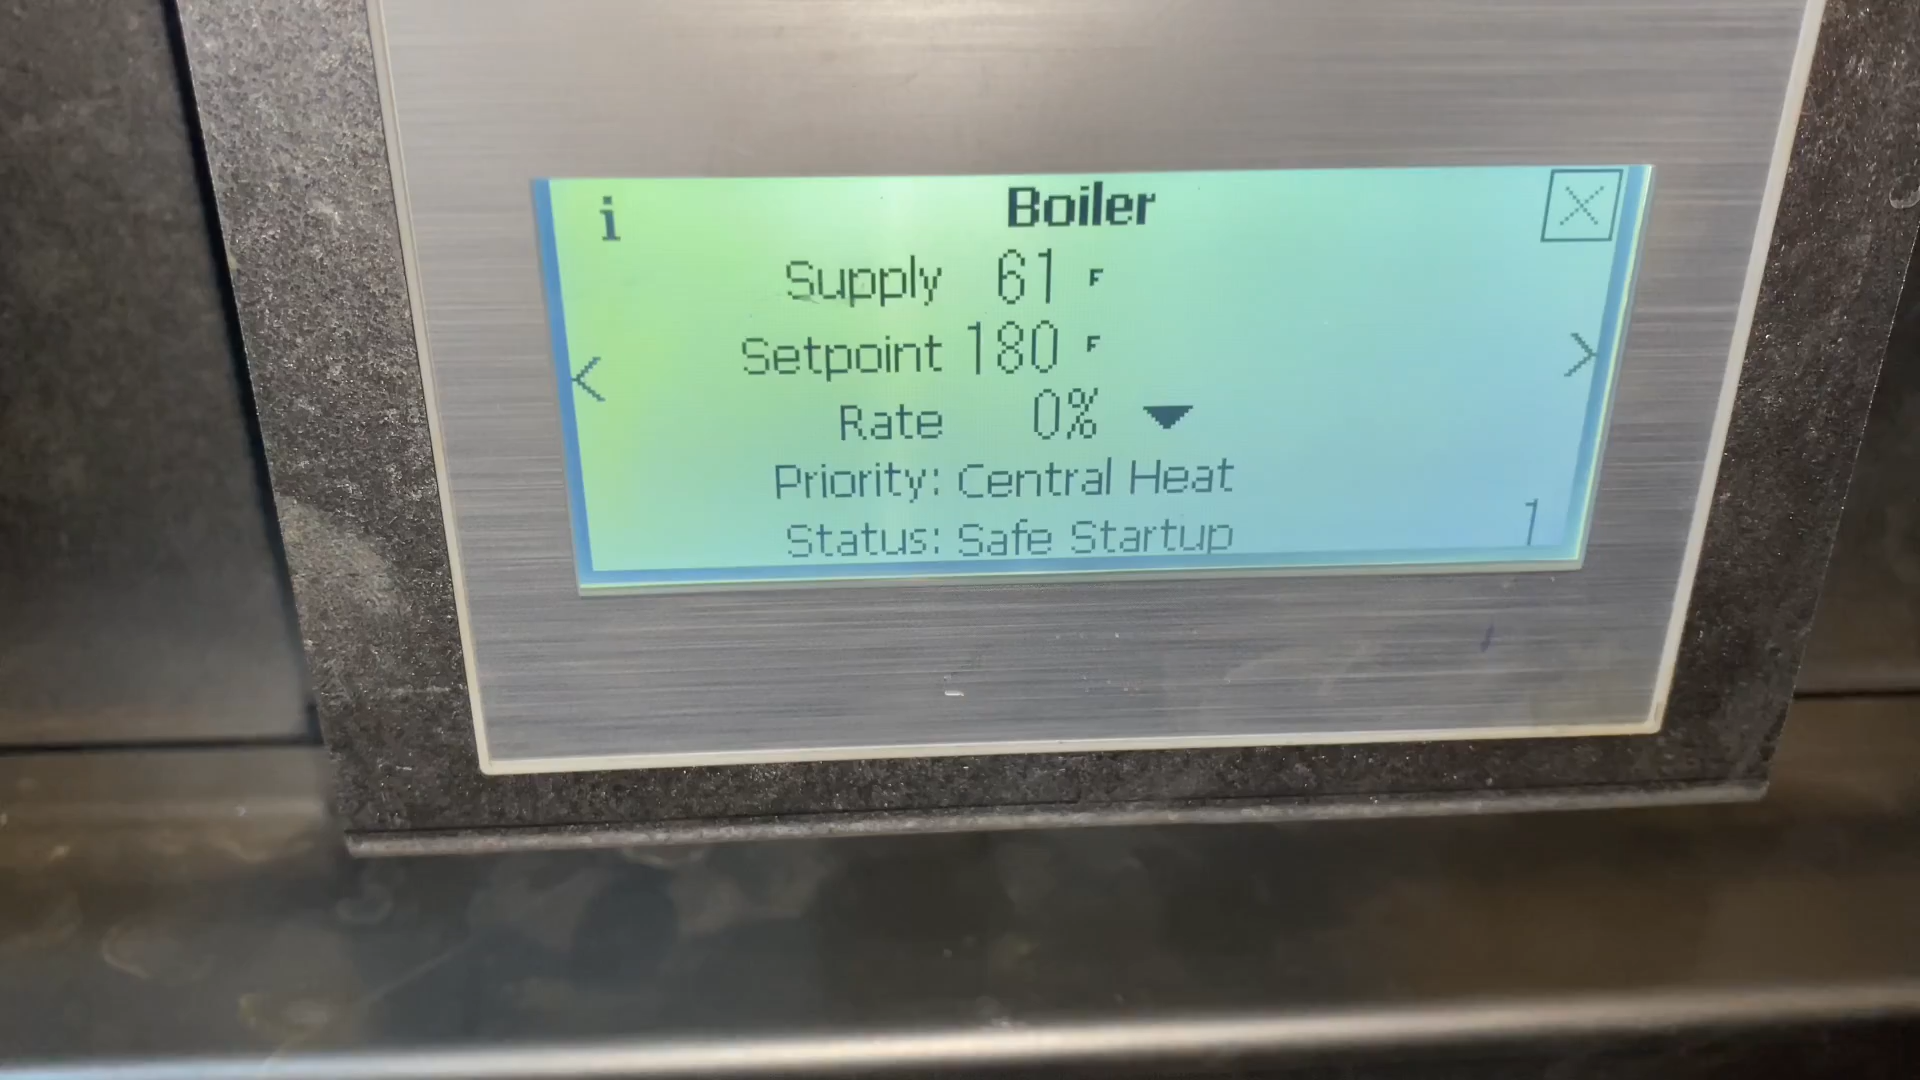 i Boiler X
Supply 61 F
Setpoint 180 F
< >
Rate 0% ▼
Priority: Central Heat
Status: Safe Startup 1